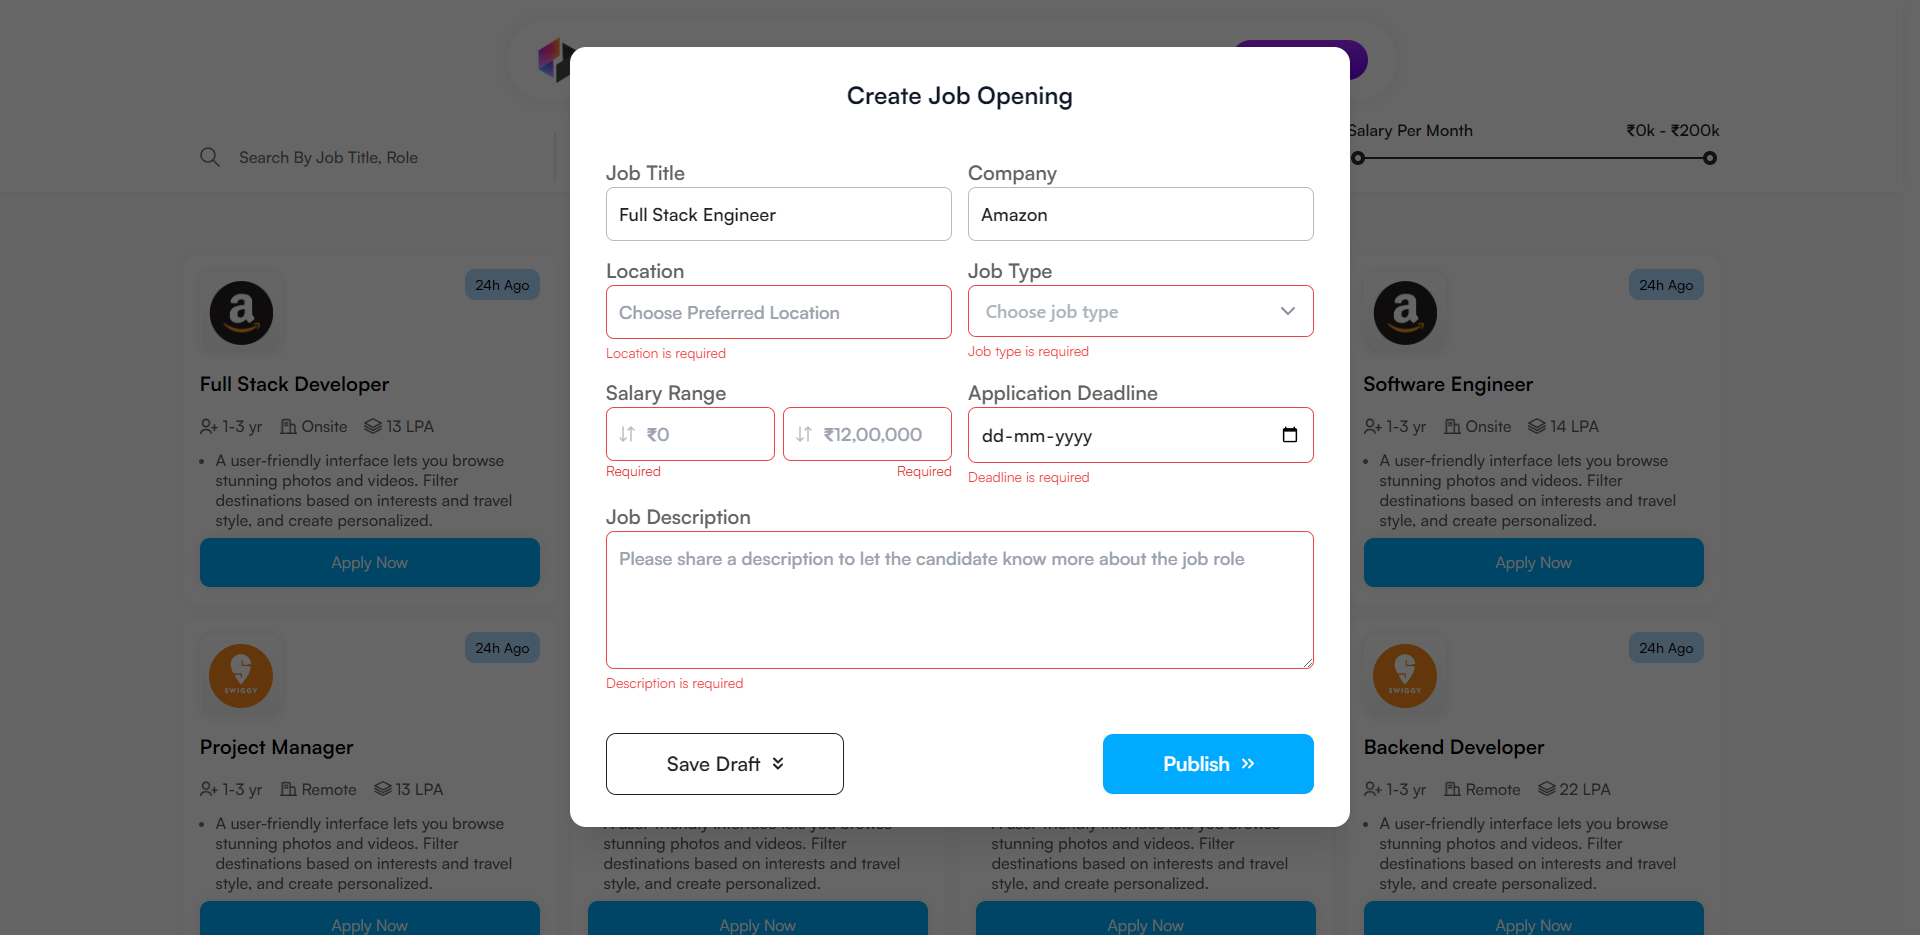 Create Job Opening
Search By Job Title, Role
Salary Per Month
₹0k - ₹200k
Job Title
Full Stack Engineer
Company
Amazon
Location
Choose Preferred Location
Location is required
Job Type
Choose job type
Job type is required
Salary Range
₹0
Required
₹12,00,000
Required
Application Deadline
dd-mm-yyyy
Deadline is required
Job Description
Please share a description to let the candidate know more about the job role
Description is required
Save Draft
Publish
a
24h Ago
Full Stack Developer
1-3 yr
Onsite
13 LPA
A user-friendly interface lets you browse
stunning photos and videos. Filter
destinations based on interests and travel
style, and create personalized.
Apply Now
a
24h Ago
Software Engineer
1-3 yr
Onsite
14 LPA
A user-friendly interface lets you browse
stunning photos and videos. Filter
destinations based on interests and travel
style, and create personalized.
Apply Now
SWIGGY
24h Ago
Project Manager
1-3 yr
Remote
13 LPA
A user-friendly interface lets you browse
stunning photos and videos. Filter
destinations based on interests and travel
style, and create personalized.
Apply Now
stunning photos and videos. Filter
destinations based on interests and travel
style, and create personalized.
Apply Now
stunning photos and videos. Filter
destinations based on interests and travel
style, and create personalized.
Apply Now
SWIGGY
24h Ago
Backend Developer
1-3 yr
Remote
22 LPA
A user-friendly interface lets you browse
stunning photos and videos. Filter
destinations based on interests and travel
style, and create personalized.
Apply Now